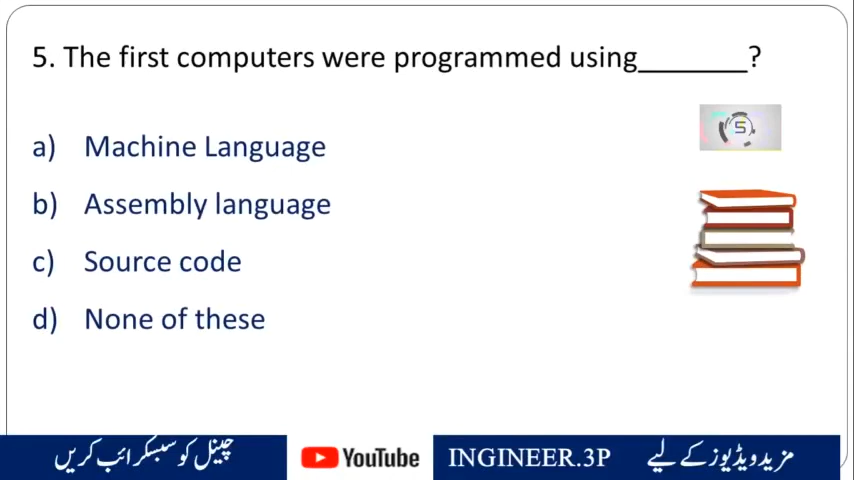 5. The first computers were programmed using_______?
5
a) Machine Language
b) Assembly language
c) Source code
d) None of these
چینل کو سبسکرائب کریں
YouTube
INGINEER.3P
مزید ویڈیوز کے لیے